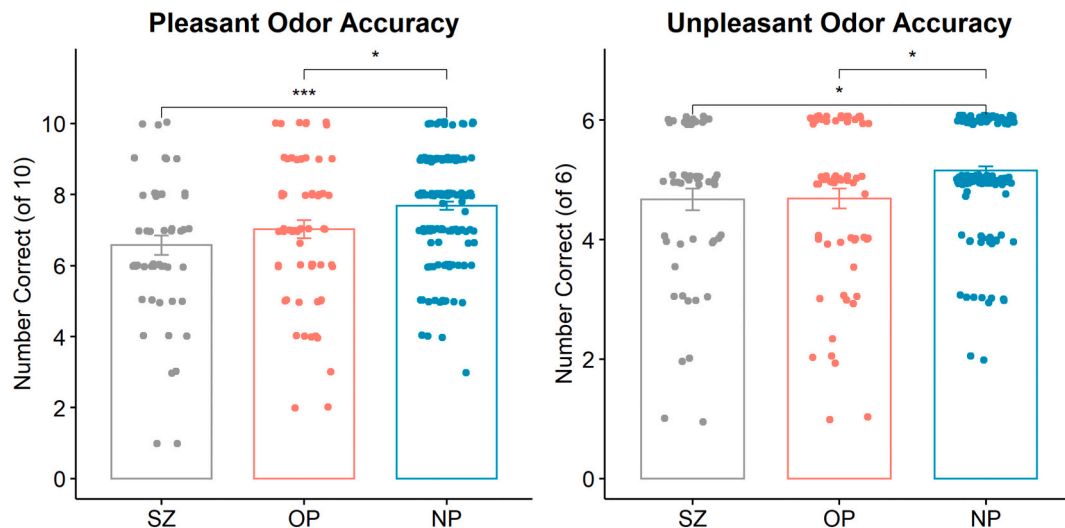 Pleasant Odor Accuracy
Number Correct (of 10)
10
8
6
4
2
0
*
***
SZ OP NP
Unpleasant Odor Accuracy
Number Correct (of 6)
6
4
2
0
*
*
SZ OP NP